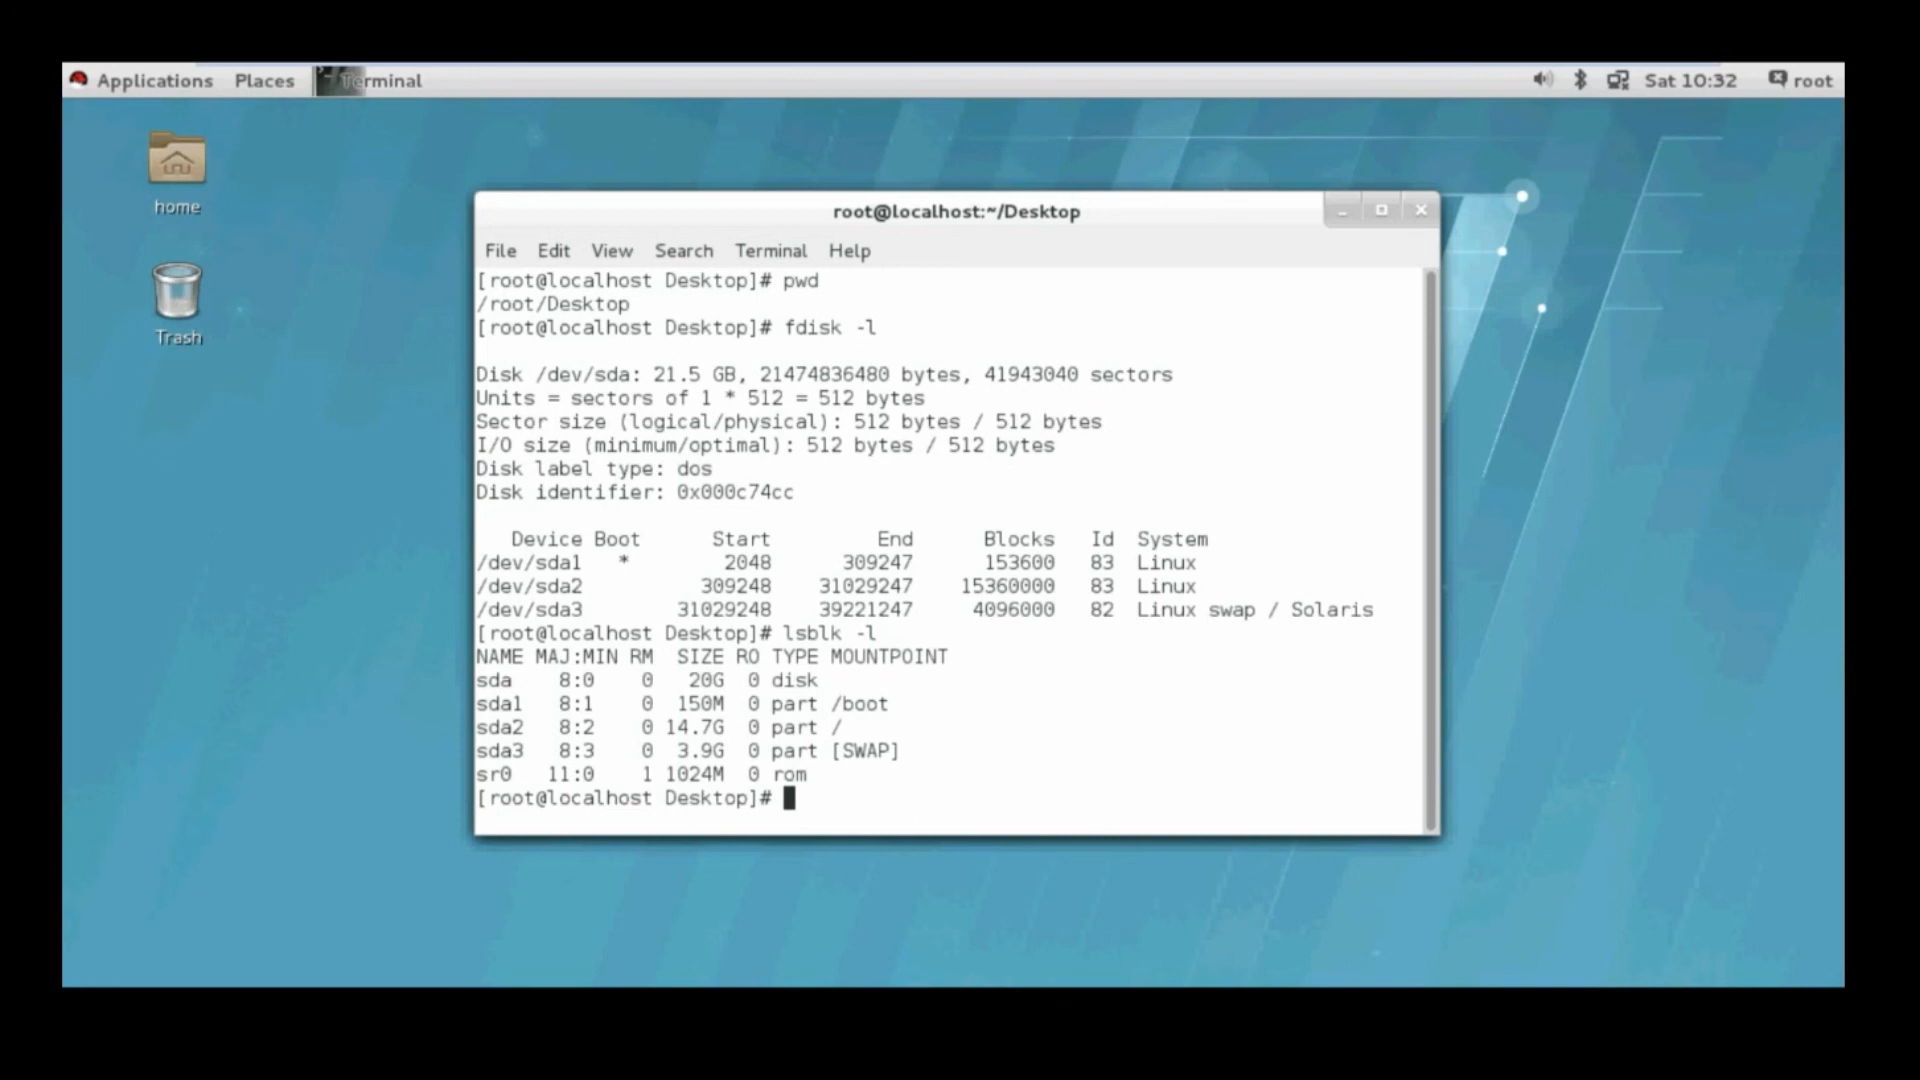 Applications Places Terminal Sat 10:32 root
home
Trash
root@localhost:~/Desktop
File Edit View Search Terminal Help
[root@localhost Desktop]# pwd
/root/Desktop
[root@localhost Desktop]# fdisk -l
Disk /dev/sda: 21.5 GB, 21474836480 bytes, 41943040 sectors
Units = sectors of 1 * 512 = 512 bytes
Sector size (logical/physical): 512 bytes / 512 bytes
I/O size (minimum/optimal): 512 bytes / 512 bytes
Disk label type: dos
Disk identifier: 0x000c74cc
Device Boot Start End Blocks Id System
/dev/sda1 * 2048 309247 153600 83 Linux
/dev/sda2 309248 31029247 15360000 83 Linux
/dev/sda3 31029248 39221247 4096000 82 Linux swap / Solaris
[root@localhost Desktop]# lsblk -l
NAME MAJ:MIN RM SIZE RO TYPE MOUNTPOINT
sda 8:0 0 20G 0 disk
sda1 8:1 0 150M 0 part /boot
sda2 8:2 0 14.7G 0 part /
sda3 8:3 0 3.9G 0 part [SWAP]
sr0 11:0 1 1024M 0 rom
[root@localhost Desktop]#